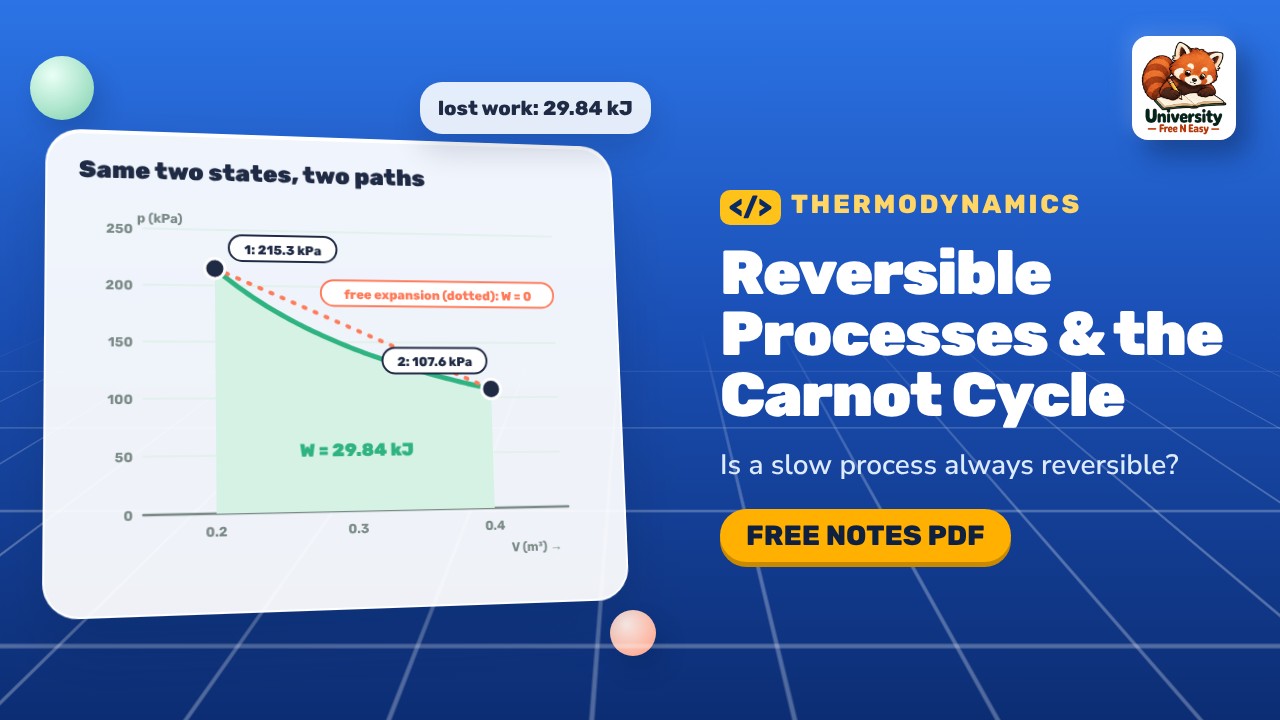 lost work: 29.84 kJ
Same two states, two paths
p (kPa)
250
1: 215.3 kPa
200
free expansion (dotted): W = 0
150
2: 107.6 kPa
100
W = 29.84 kJ
50
0
0.2
0.3
0.4
V (m³) →
University
Free N Easy
</> THERMODYNAMICS
Reversible
Processes & the
Carnot Cycle
Is a slow process always reversible?
FREE NOTES PDF